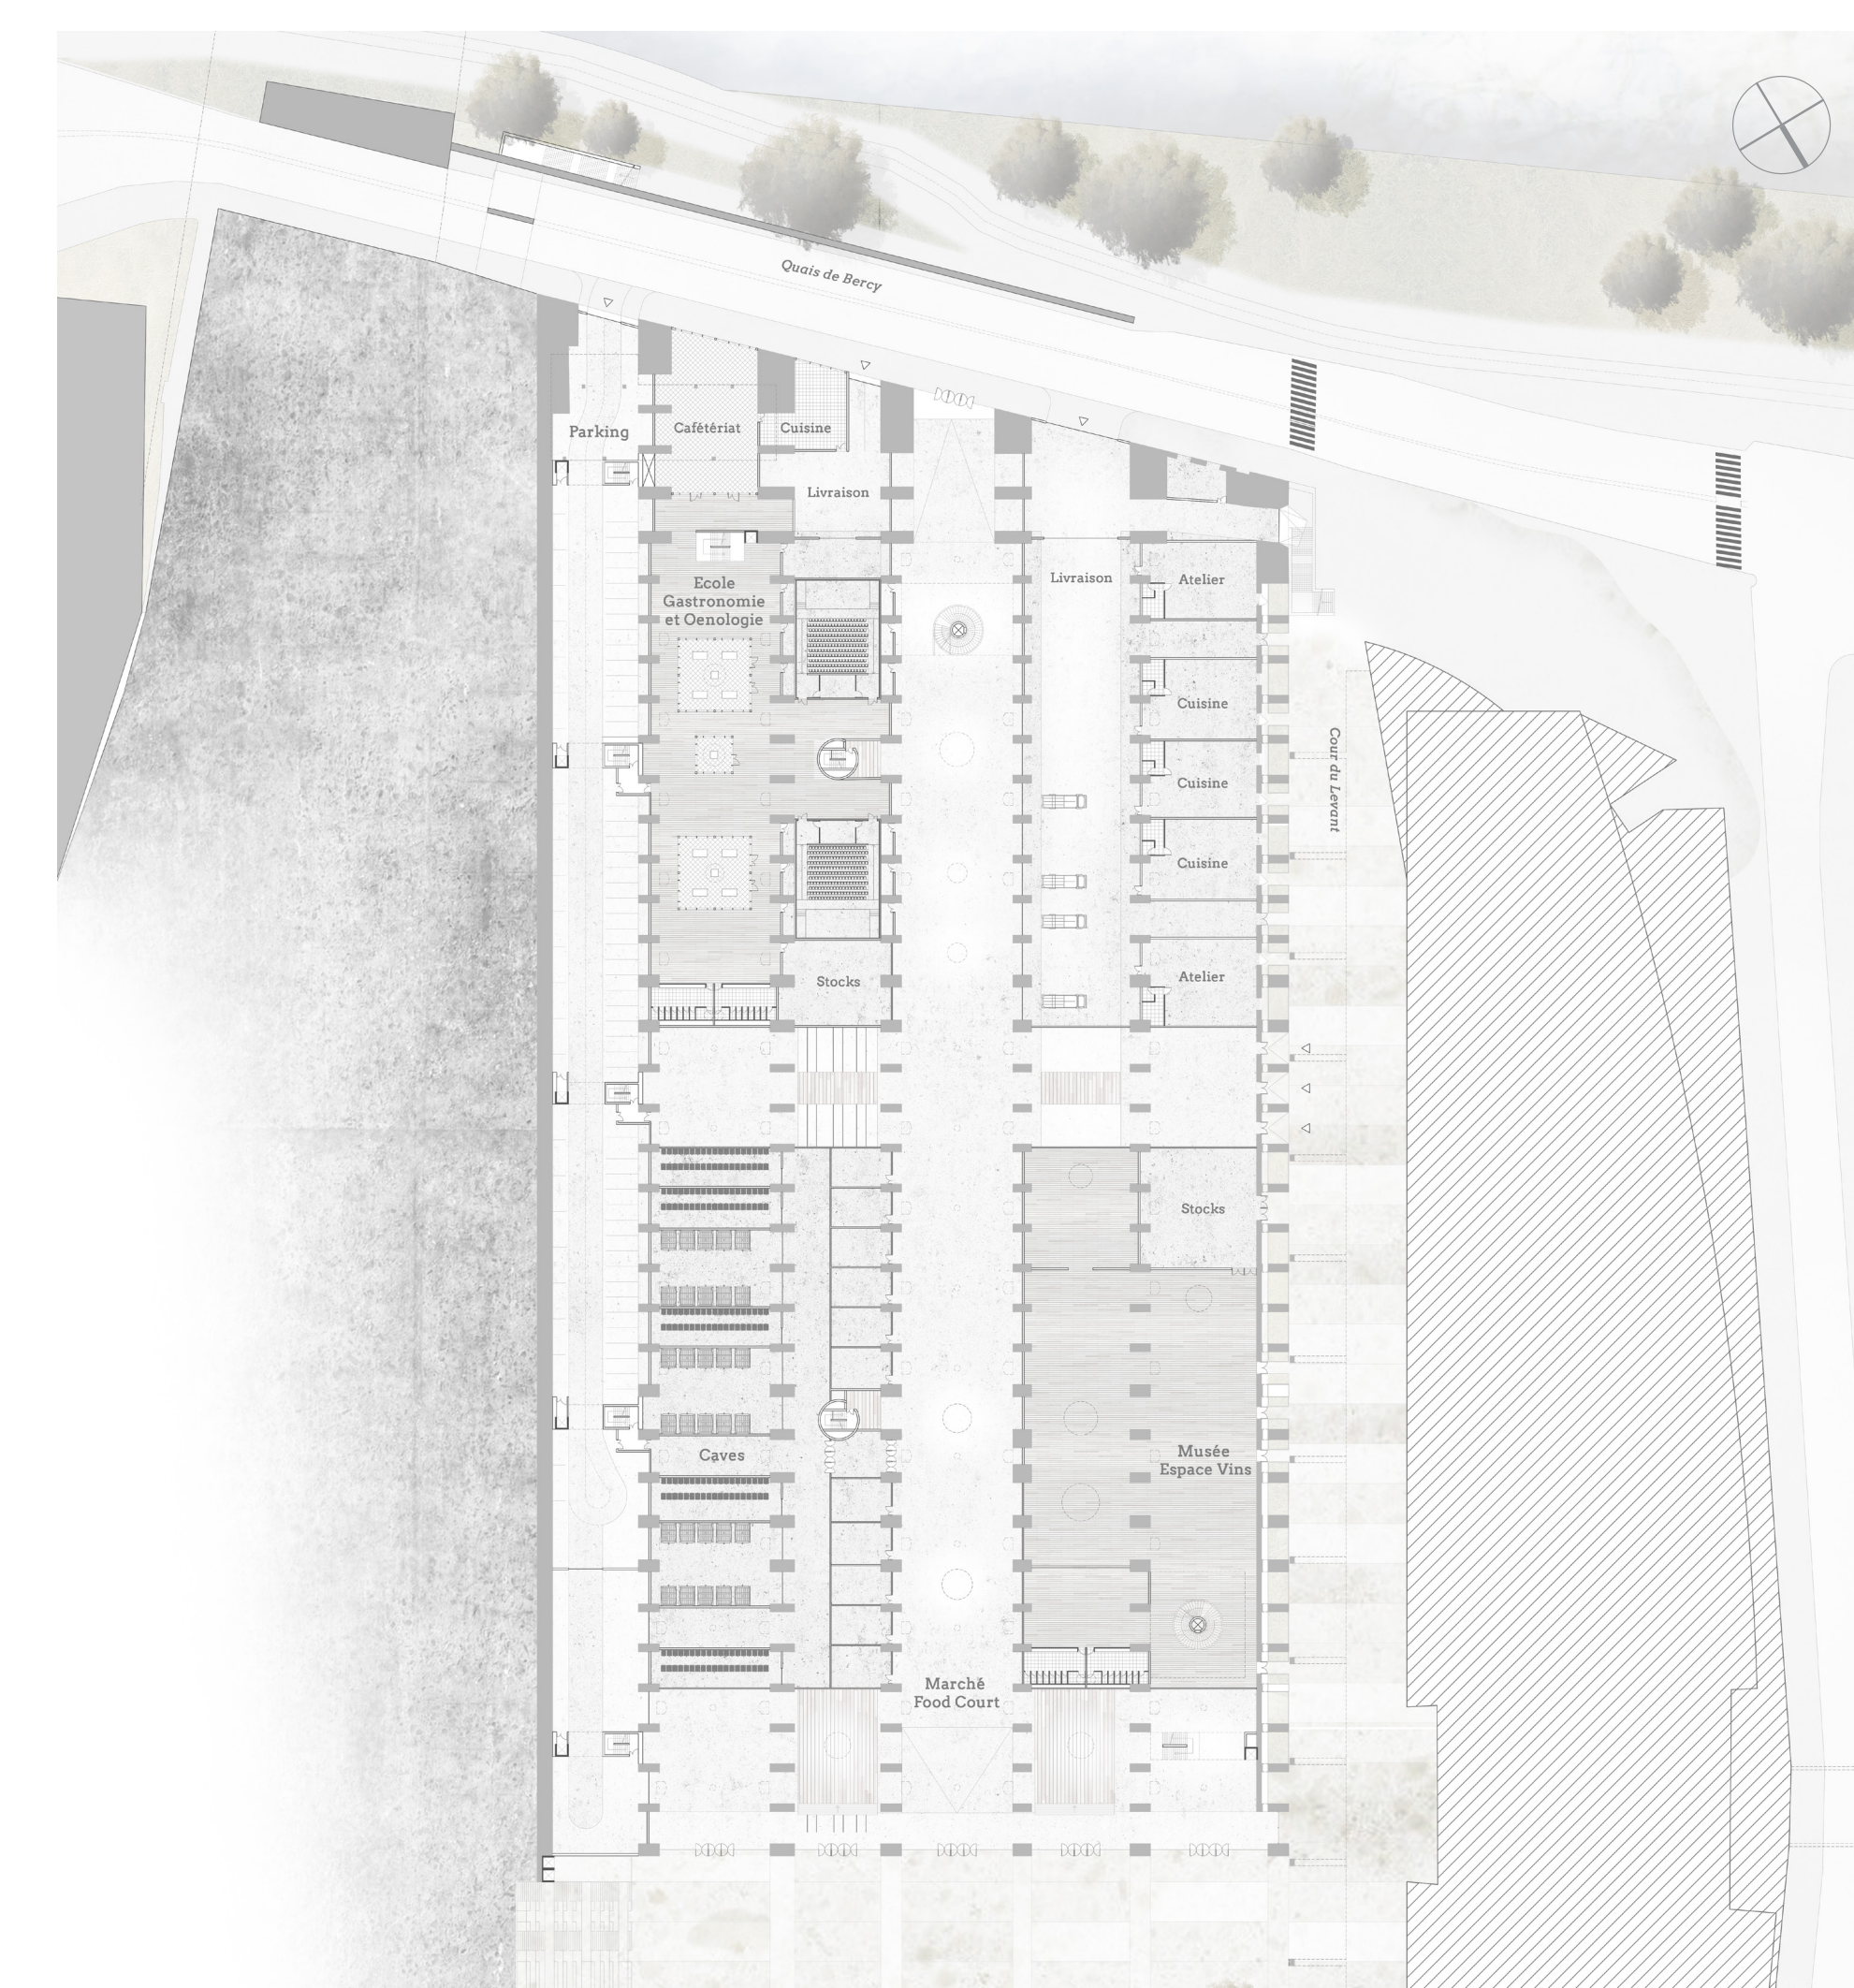 Quais de Bercy
Parking
Cafétériat
Cuisine
Livraison
Ecole
Gastronomie
et Oenologie
Livraison
Atelier
Cuisine
Cour du Levant
Cuisine
Cuisine
Stocks
Atelier
Stocks
Caves
Musée
Espace Vins
Marché
Food Court